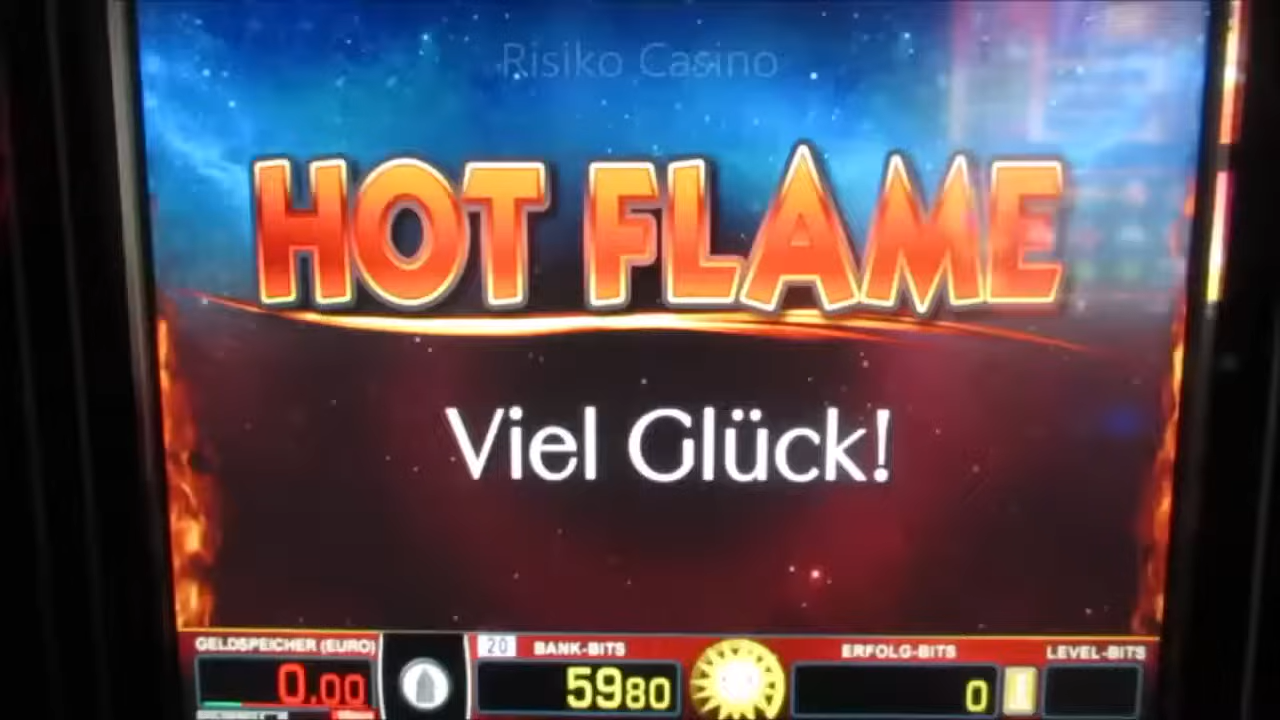 Risiko Casino
HOT FLAME
Viel Glück!
GELDSPEICHER (EURO) 20 BANK-BITS ERFOLG-BITS LEVEL-BITS
0,00 5980 0